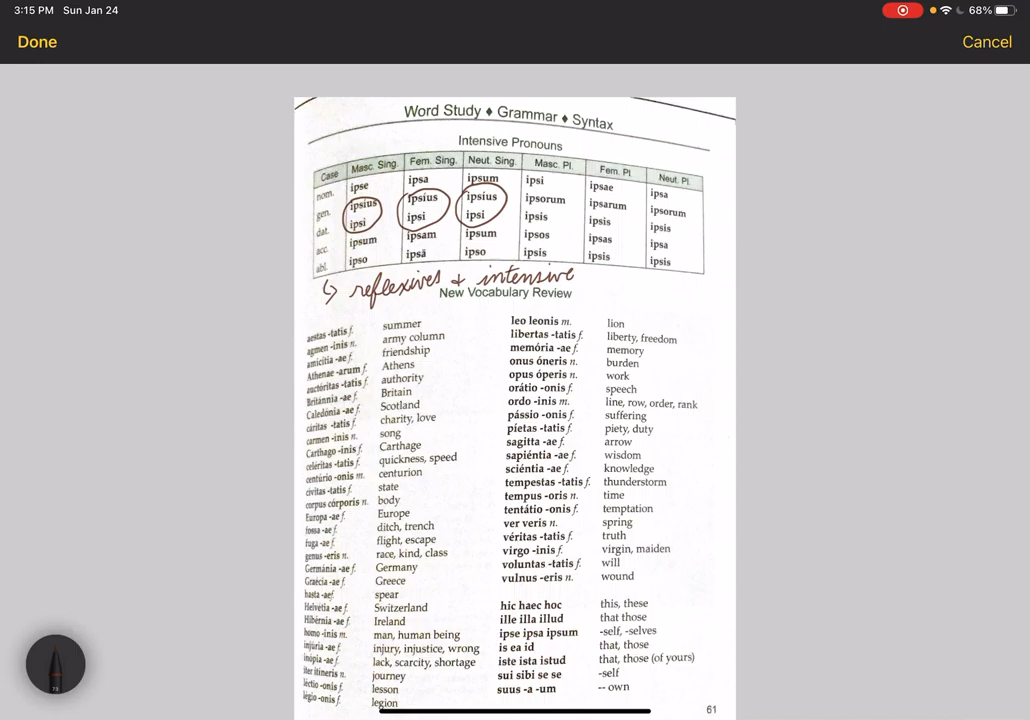 3:15 PM Sun Jan 24
68%
Done
Cancel
Word Study ♦ Grammar ♦ Syntax
Intensive Pronouns
Case Masc. Sing. Fem. Sing. Neut. Sing. Masc. Pl. Fem. Pl. Neut. Pl.
nom. ipse ipsa ipsum ipsi ipsae ipsa
gen. ipsíus ipsíus ipsíus ipsorum ipsarum ipsorum
dat. ipsi ipsi ipsi ipsis ipsis ipsis
acc. ipsum ipsam ipsum ipsos ipsas ipsa
abl. ipso ipsā ipso ipsis ipsis ipsis
↳ reflexives + intensive
New Vocabulary Review
aestas -tatis f. summer
agmen -inis n. army column
amicítia -ae f. friendship
Athenae -arum f. Athens
auctóritas -tatis f. authority
Británnia -ae f. Britain
Caledónia -ae f. Scotland
cáritas -tatis f. charity, love
carmen -inis n. song
Carthago -inis f. Carthage
celéritas -tatis f. quickness, speed
centúrio -onis m. centurion
cívitas -tatis f. state
corpus córporis n. body
Europa -ae f. Europe
fossa -ae f. ditch, trench
fuga -ae f. flight, escape
genus -eris n. race, kind, class
Germánia -ae f. Germany
Graécia -ae f. Greece
hasta -ae f. spear
Helvétia -ae f. Switzerland
Hibérnia -ae f. Ireland
homo -inis m. man, human being
injúria -ae f. injury, injustice, wrong
inópia -ae f. lack, scarcity, shortage
iter itíneris n. journey
léctio -onis f. lesson
légio -onis f. legion
leo leonis m. lion
libertas -tatis f. liberty, freedom
memória -ae f. memory
onus óneris n. burden
opus óperis n. work
orátio -onis f. speech
ordo -inis m. line, row, order, rank
pássio -onis f. suffering
píetas -tatis f. piety, duty
sagitta -ae f. arrow
sapiéntia -ae f. wisdom
sciéntia -ae f. knowledge
tempestas -tatis f. thunderstorm
tempus -oris n. time
tentátio -onis f. temptation
ver veris n. spring
véritas -tatis f. truth
virgo -inis f. virgin, maiden
voluntas -tatis f. will
vulnus -eris n. wound
hic haec hoc this, these
ille illa illud that those
ipse ipsa ipsum -self, -selves
is ea id that, those
iste ista istud that, those (of yours)
sui sibi se se -self
suus -a -um -- own
61
73